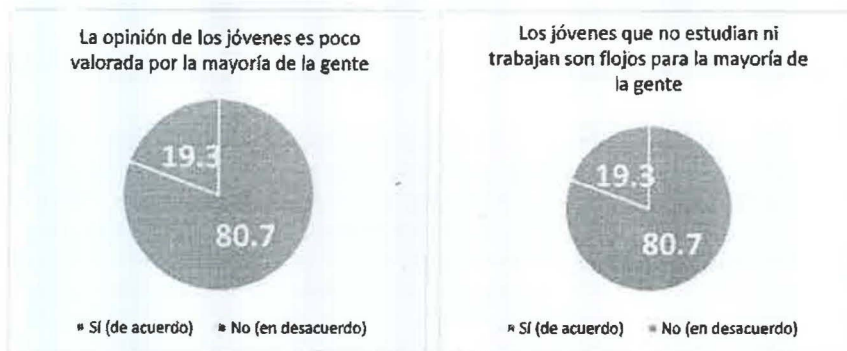 La opinión de los jóvenes es poco
valorada por la mayoría de la gente
19.3
80.7
Sí (de acuerdo) No (en desacuerdo)
Los jóvenes que no estudian ni
trabajan son flojos para la mayoría de
la gente
19.3
80.7
Sí (de acuerdo) No (en desacuerdo)